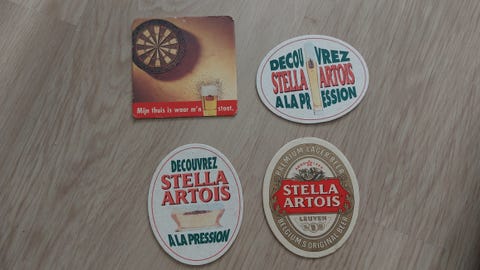 Mijn thuis is waar m'n staat.
DECOUVREZ
STELLA ARTOIS
A LA PRESSION
DECOUVREZ
STELLA
ARTOIS
A LA PRESSION
PREMIUM LAGER BEER
STELLA
ARTOIS
LEUVEN
BELGIUM'S ORIGINAL BEER